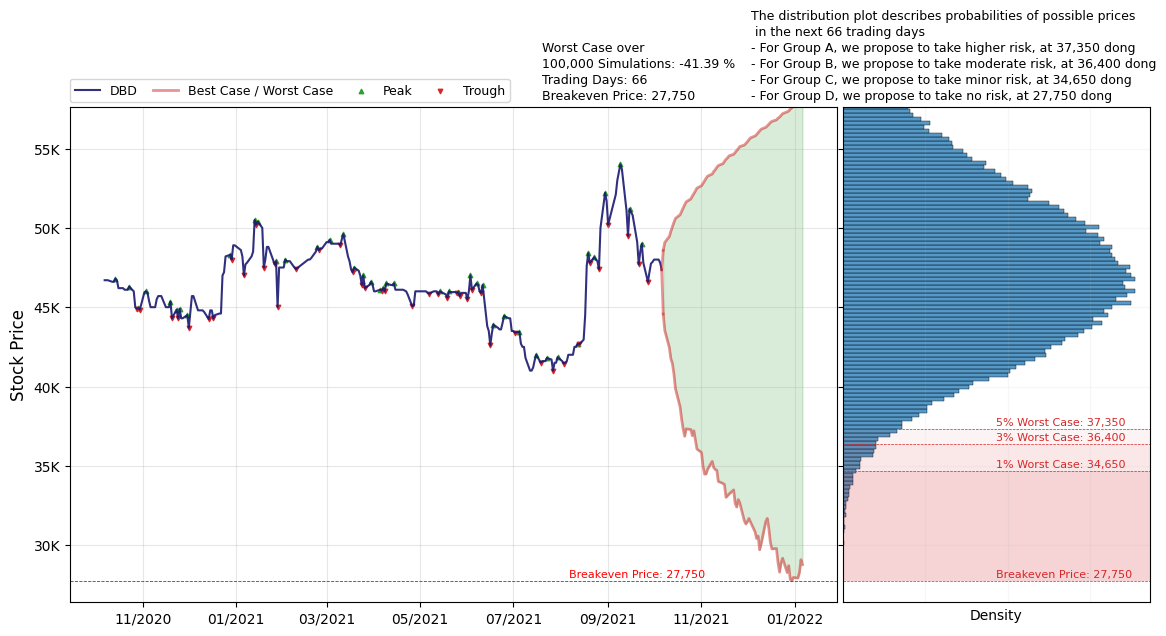 The distribution plot describes probabilities of possible prices
in the next 66 trading days
- For Group A, we propose to take higher risk, at 37,350 dong
- For Group B, we propose to take moderate risk, at 36,400 dong
- For Group C, we propose to take minor risk, at 34,650 dong
- For Group D, we propose to take no risk, at 27,750 dong
Worst Case over
100,000 Simulations: -41.39 %
Trading Days: 66
Breakeven Price: 27,750
DBD
Best Case / Worst Case
Peak
Trough
Stock Price
55K
50K
45K
40K
35K
30K
Breakeven Price: 27,750
11/2020
01/2021
03/2021
05/2021
07/2021
09/2021
11/2021
01/2022
5% Worst Case: 37,350
3% Worst Case: 36,400
1% Worst Case: 34,650
Breakeven Price: 27,750
Density